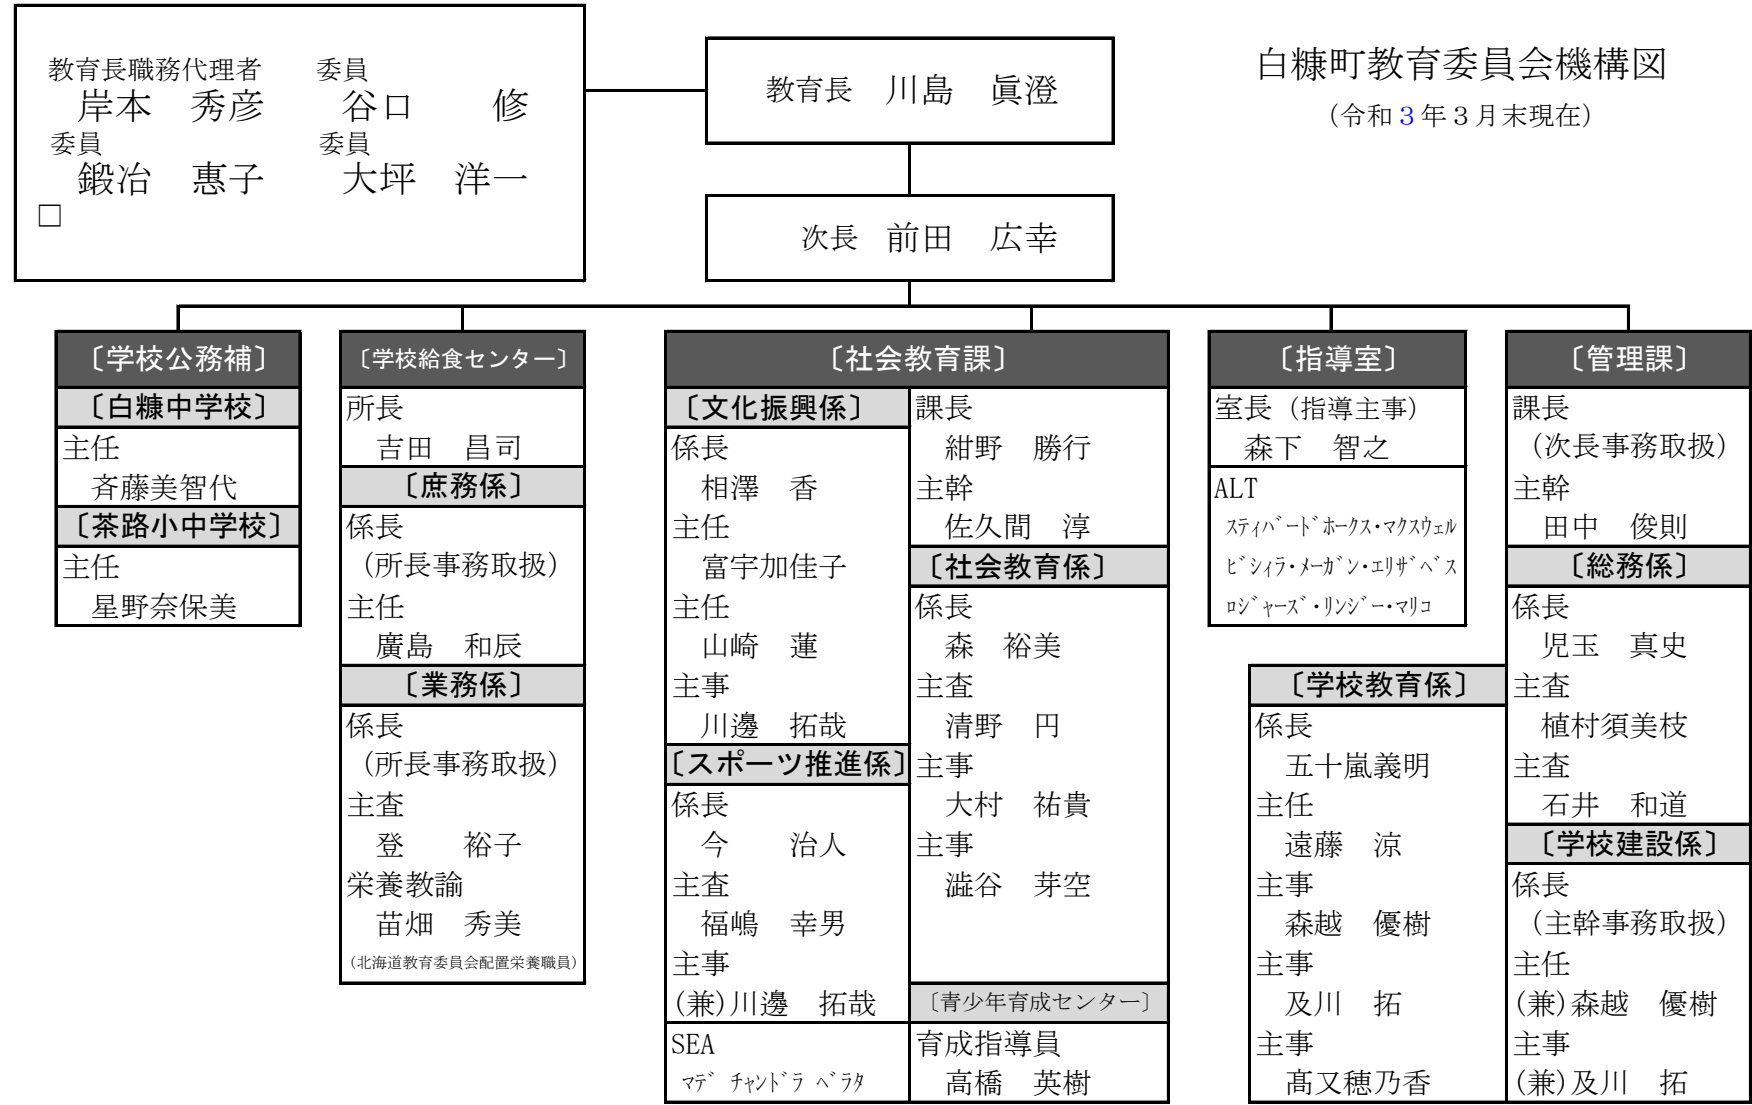 白糠町教育委員会機構図
（令和３年３月末現在）
教育長職務代理者　委員
岸本　秀彦　谷口　　修
委員　委員
鍛冶　惠子　大坪　洋一
□
教育長　川島　眞澄
次長　前田　広幸
〔学校公務補〕
〔白糠中学校〕
主任
斉藤美智代
〔茶路小中学校〕
主任
星野奈保美
〔学校給食センター〕
所長
吉田　昌司
〔庶務係〕
係長
（所長事務取扱）
主任
廣島　和辰
〔業務係〕
係長
（所長事務取扱）
主査
登　　裕子
栄養教諭
苗畑　秀美
（北海道教育委員会配置栄養職員）
〔社会教育課〕
〔文化振興係〕
係長
相澤　香
主任
富宇加佳子
主任
山崎　蓮
主事
川邊　拓哉
〔スポーツ推進係〕
係長
今　　治人
主査
福嶋　幸男
主事
(兼)川邊　拓哉
SEA
ﾏﾃﾞ ﾁｬﾝﾄﾞﾗ ﾍﾞﾗﾀ
課長
紺野　勝行
主幹
佐久間　淳
〔社会教育係〕
係長
森　裕美
主査
清野　円
主事
大村　祐貴
主事
澁谷　芽空
〔青少年育成センター〕
育成指導員
高橋　英樹
〔指導室〕
室長（指導主事）
森下　智之
ALT
ｽﾃｨﾊﾞｰﾄﾞﾎｰｸｽ・ﾏｸｽｳｪﾙ
ﾋﾞｼｨﾗ・ﾒｰｶﾞﾝ・ｴﾘｻﾞﾍﾞｽ
ﾛｼﾞｬｰｽﾞ・ﾘﾝｼﾞｰ・ﾏﾘｺ
〔学校教育係〕
係長
五十嵐義明
主任
遠藤　涼
主事
森越　優樹
主事
及川　拓
主事
髙又穂乃香
〔管理課〕
課長
（次長事務取扱）
主幹
田中　俊則
〔総務係〕
係長
児玉　真史
主査
植村須美枝
主査
石井　和道
〔学校建設係〕
係長
（主幹事務取扱）
主任
(兼)森越　優樹
主事
(兼)及川　拓